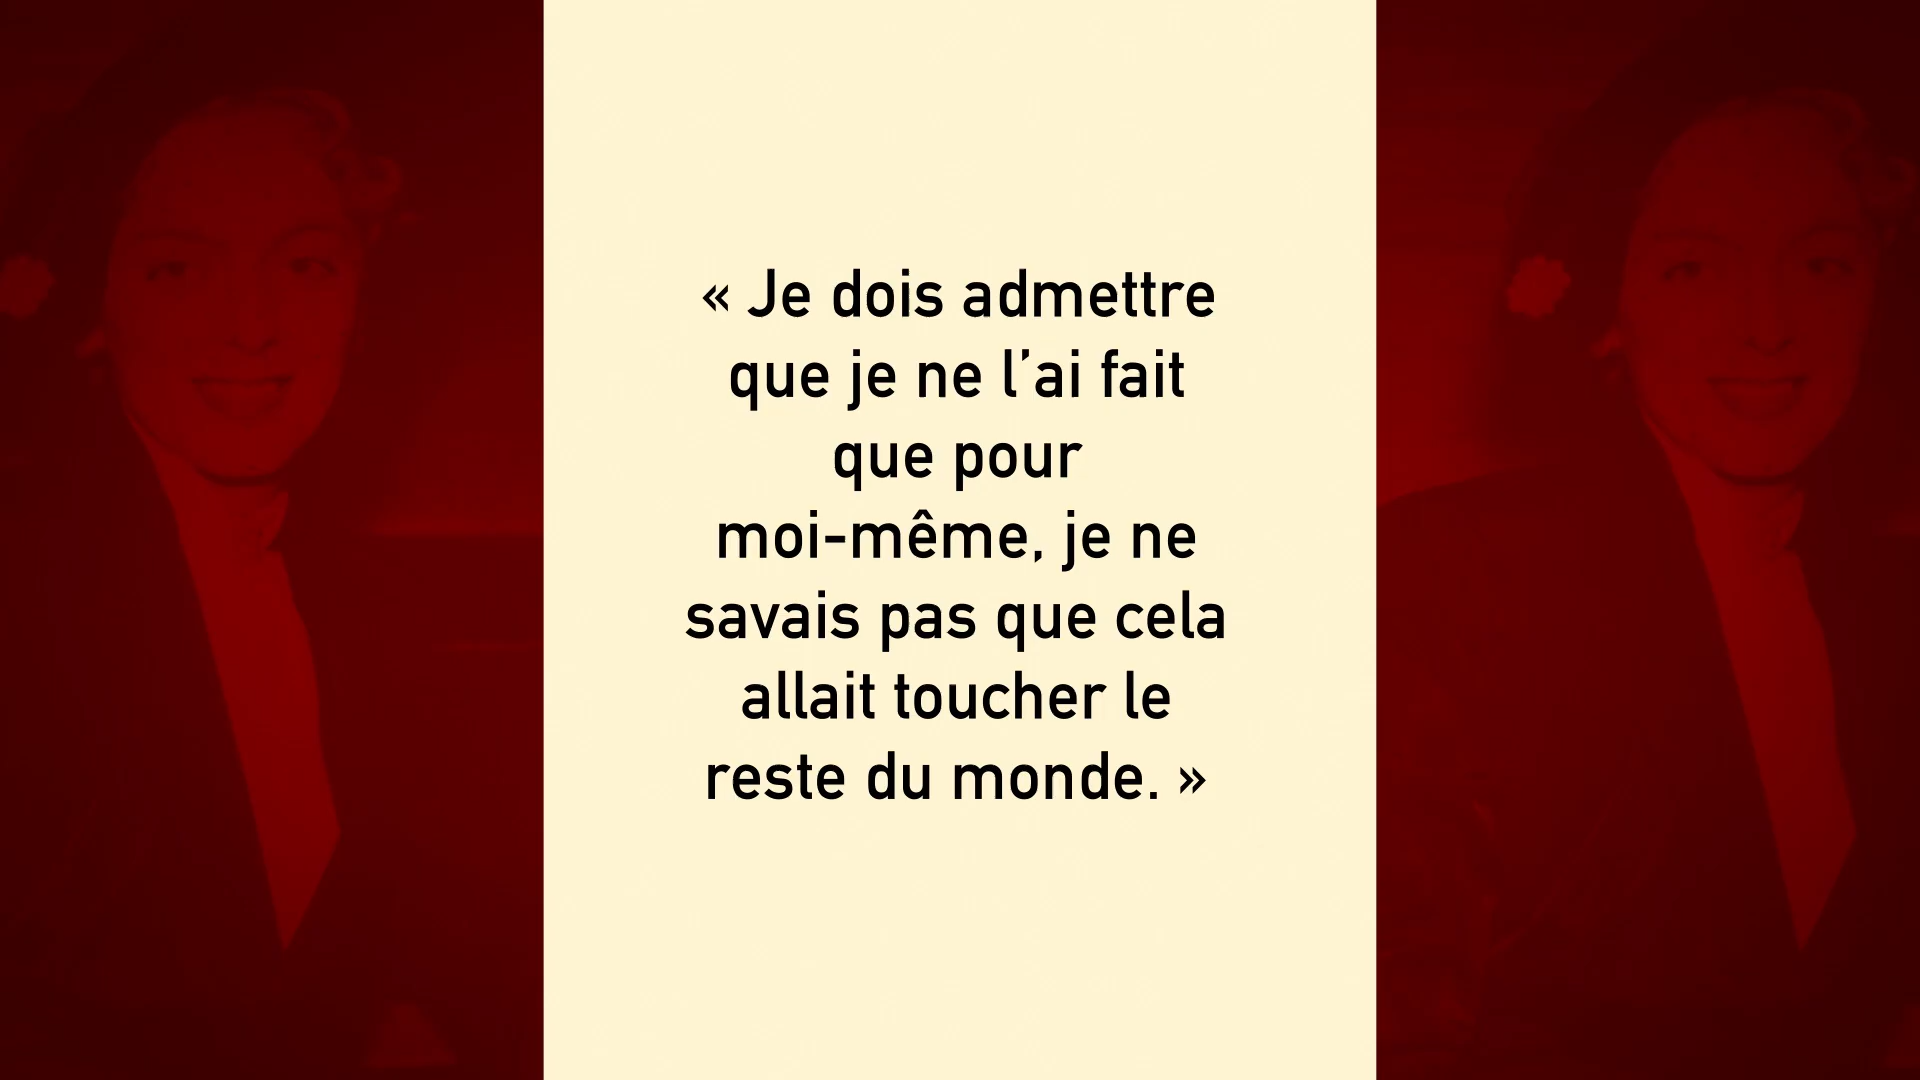 « Je dois admettre
que je ne l’ai fait
que pour
moi-même, je ne
savais pas que cela
allait toucher le
reste du monde. »